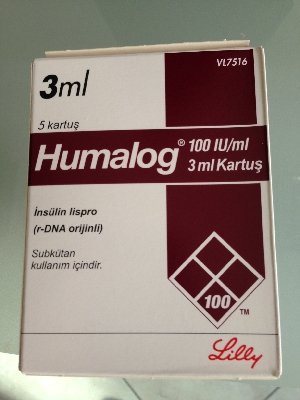 VL7516
3ml
5 kartuş
Humalog® 100 IU/ml
3 ml Kartuş
İnsülin lispro
(r-DNA orijinli)
Subkütan
kullanım içindir.
100 ™
Lilly